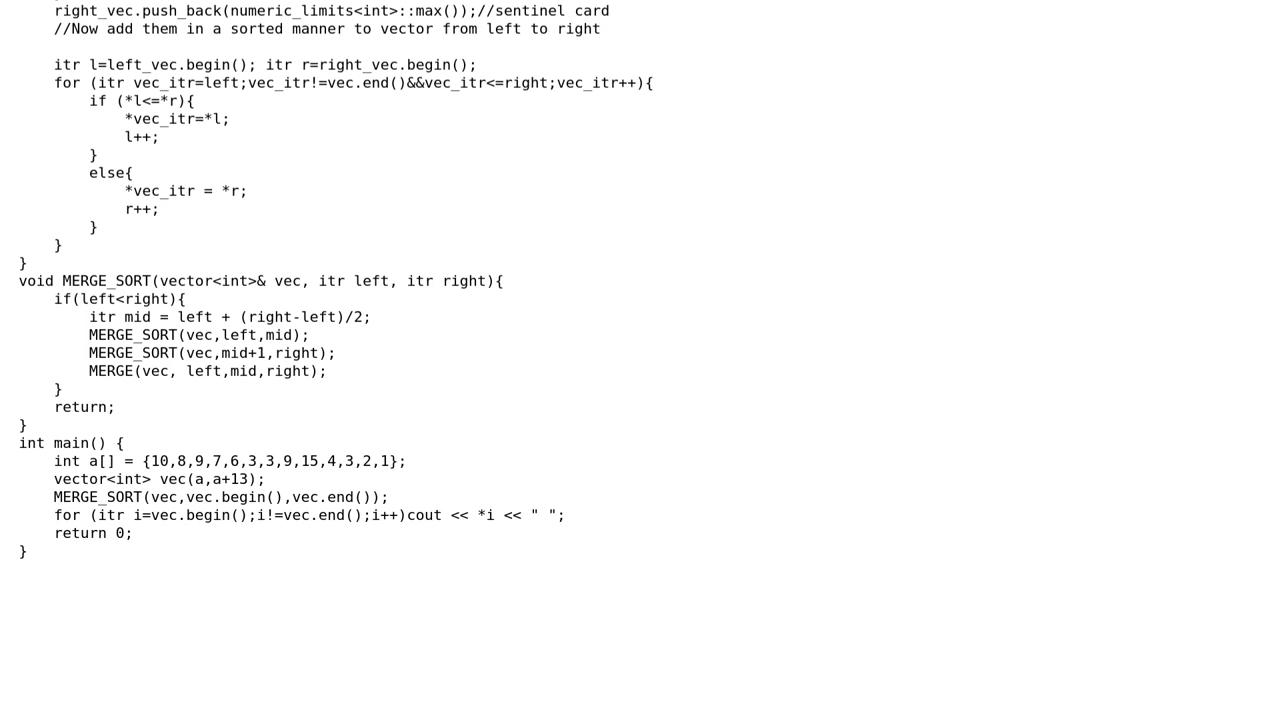 right_vec.push_back(numeric_limits<int>::max());//sentinel card
    //Now add them in a sorted manner to vector from left to right

    itr l=left_vec.begin(); itr r=right_vec.begin();
    for (itr vec_itr=left;vec_itr!=vec.end()&&vec_itr<=right;vec_itr++){
        if (*l<=*r){
            *vec_itr=*l;
            l++;
        }
        else{
            *vec_itr = *r;
            r++;
        }
    }
}
void MERGE_SORT(vector<int>& vec, itr left, itr right){
    if(left<right){
        itr mid = left + (right-left)/2;
        MERGE_SORT(vec,left,mid);
        MERGE_SORT(vec,mid+1,right);
        MERGE(vec, left,mid,right);
    }
    return;
}
int main() {
    int a[] = {10,8,9,7,6,3,3,9,15,4,3,2,1};
    vector<int> vec(a,a+13);
    MERGE_SORT(vec,vec.begin(),vec.end());
    for (itr i=vec.begin();i!=vec.end();i++)cout << *i << " ";
    return 0;
}